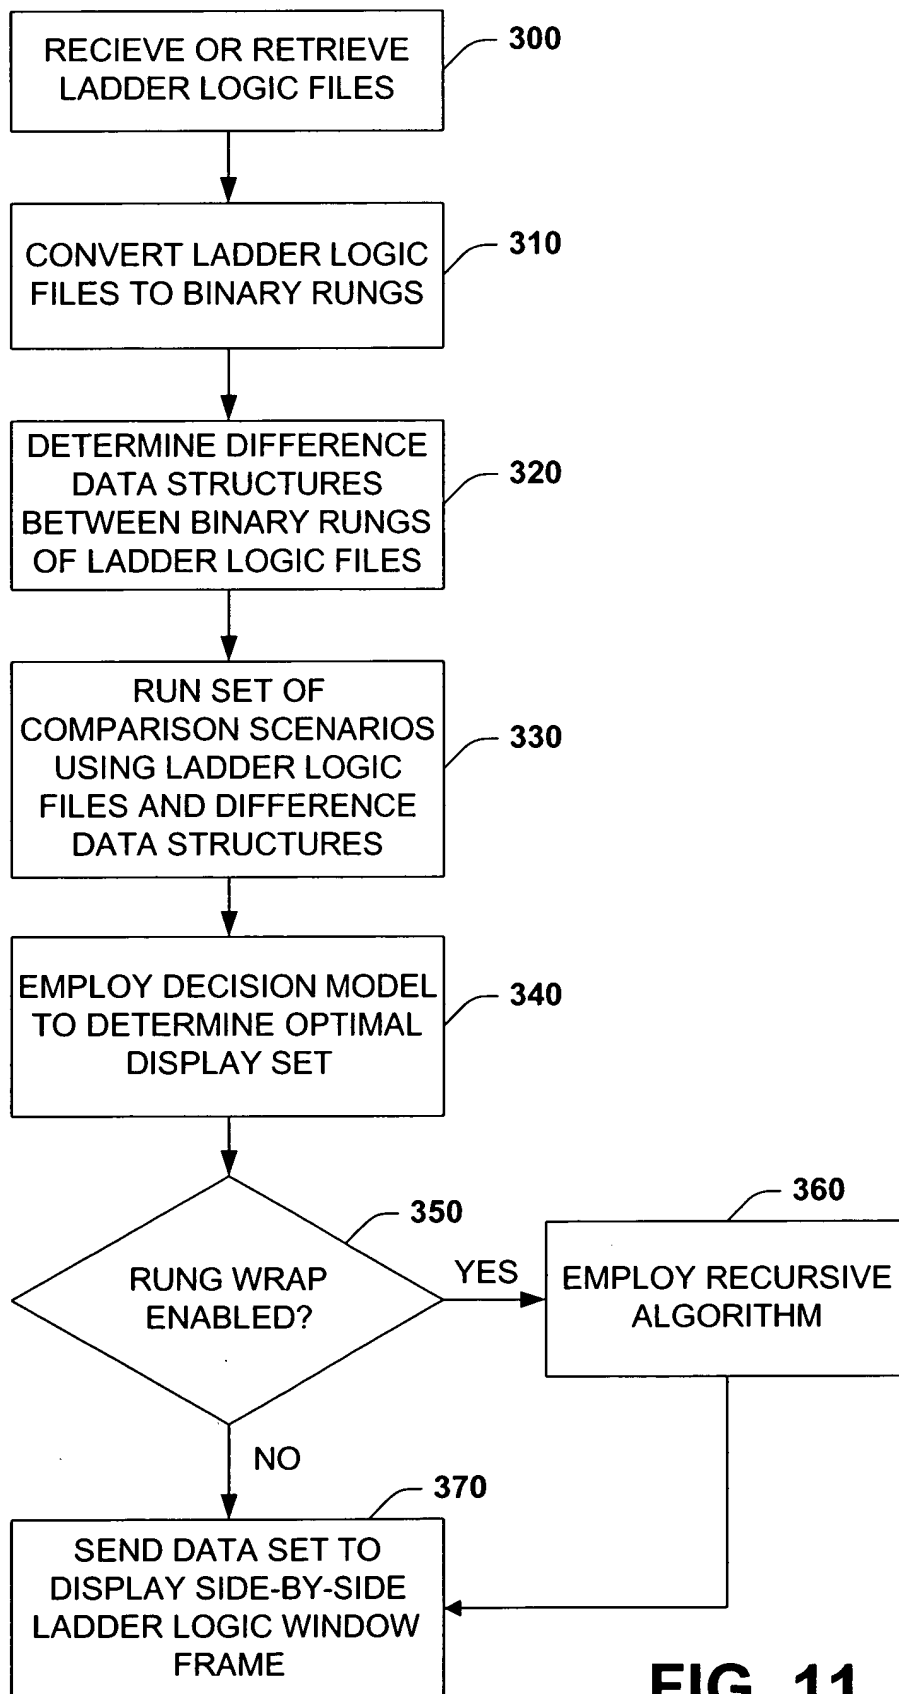 RECIEVE OR RETRIEVE
LADDER LOGIC FILES
300
CONVERT LADDER LOGIC
FILES TO BINARY RUNGS
310
DETERMINE DIFFERENCE
DATA STRUCTURES
BETWEEN BINARY RUNGS
OF LADDER LOGIC FILES
320
RUN SET OF
COMPARISON SCENARIOS
USING LADDER LOGIC
FILES AND DIFFERENCE
DATA STRUCTURES
330
EMPLOY DECISION MODEL
TO DETERMINE OPTIMAL
DISPLAY SET
340
RUNG WRAP
ENABLED?
350
YES
EMPLOY RECURSIVE
ALGORITHM
360
NO
SEND DATA SET TO
DISPLAY SIDE-BY-SIDE
LADDER LOGIC WINDOW
FRAME
370
FIG. 11